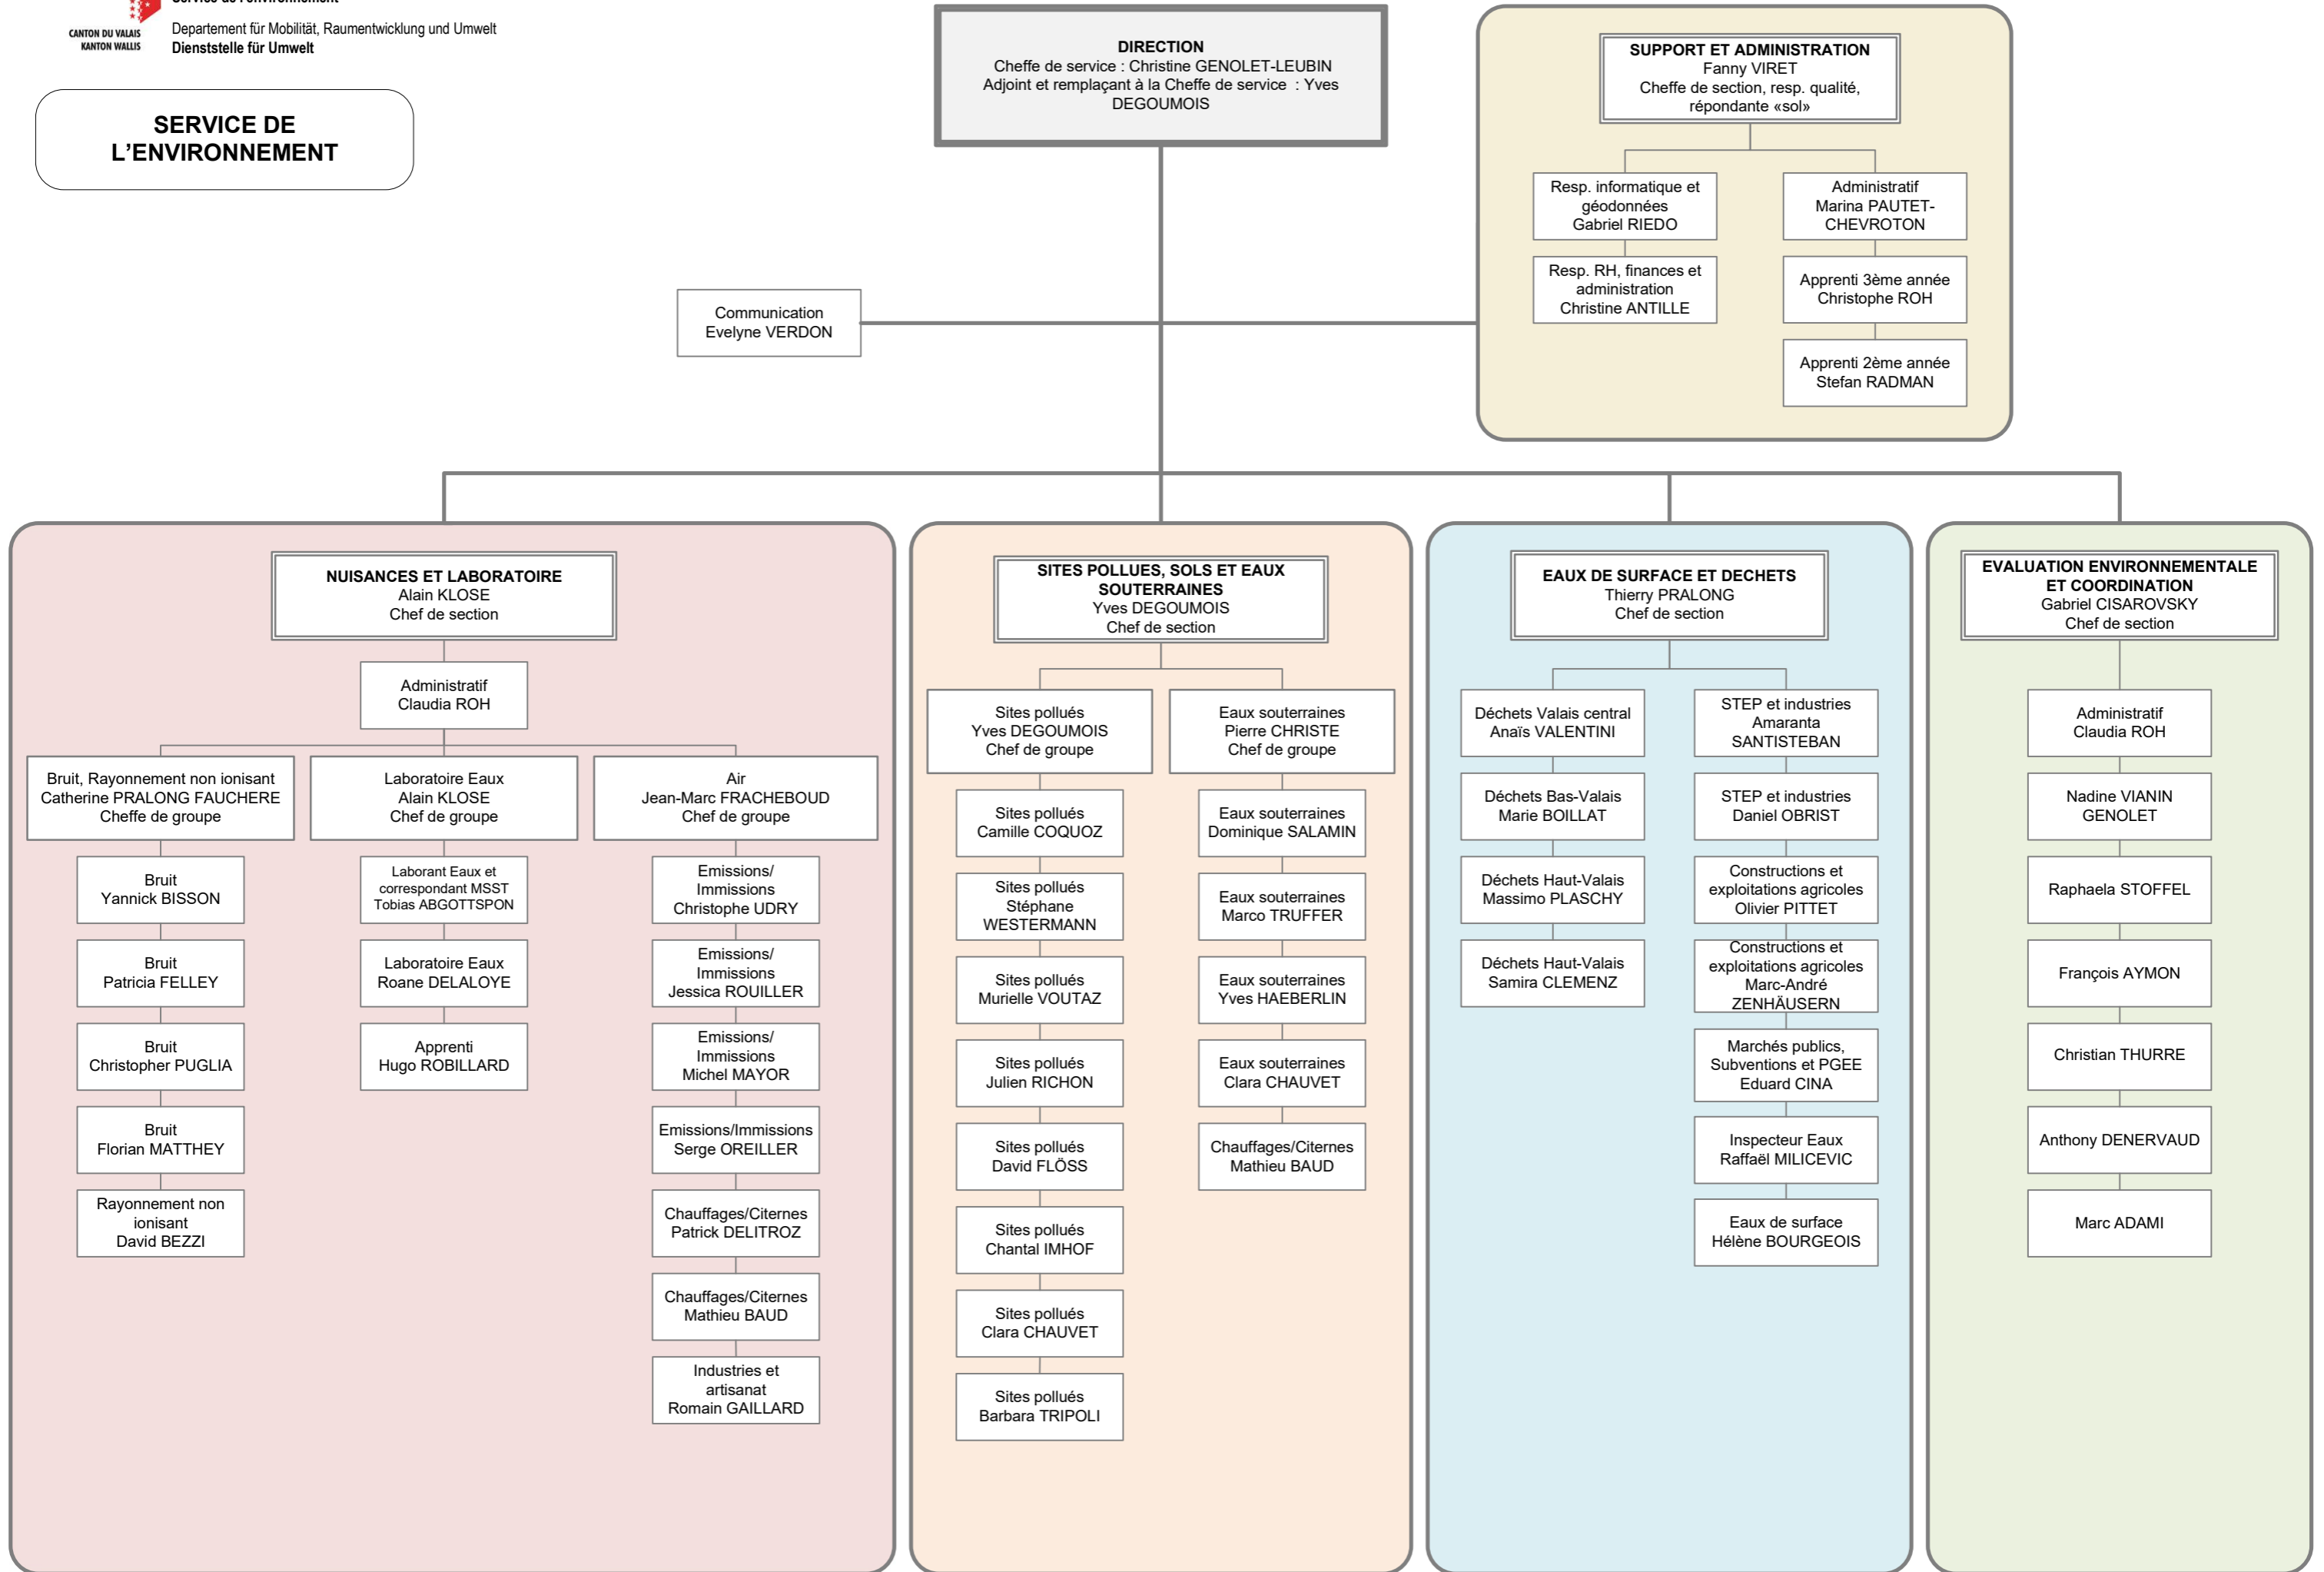 Service de l'environnement
CANTON DU VALAIS
KANTON WALLIS
Departement für Mobilität, Raumentwicklung und Umwelt
Dienststelle für Umwelt
SERVICE DE
L'ENVIRONNEMENT
DIRECTION
Cheffe de service : Christine GENOLET-LEUBIN
Adjoint et remplaçant à la Cheffe de service : Yves
DEGOUMOIS
SUPPORT ET ADMINISTRATION
Fanny VIRET
Cheffe de section, resp. qualité,
répondante «sol»
Resp. informatique et
géodonnées
Gabriel RIEDO
Resp. RH, finances et
administration
Christine ANTILLE
Administratif
Marina PAUTET-
CHEVROTON
Apprenti 3ème année
Christophe ROH
Apprenti 2ème année
Stefan RADMAN
Communication
Evelyne VERDON
NUISANCES ET LABORATOIRE
Alain KLOSE
Chef de section
Administratif
Claudia ROH
Bruit, Rayonnement non ionisant
Catherine PRALONG FAUCHERE
Cheffe de groupe
Bruit
Yannick BISSON
Bruit
Patricia FELLEY
Bruit
Christopher PUGLIA
Bruit
Florian MATTHEY
Rayonnement non
ionisant
David BEZZI
Laboratoire Eaux
Alain KLOSE
Chef de groupe
Laborant Eaux et
correspondant MSST
Tobias ABGOTTSPON
Laboratoire Eaux
Roane DELALOYE
Apprenti
Hugo ROBILLARD
Air
Jean-Marc FRACHEBOUD
Chef de groupe
Emissions/
Immissions
Christophe UDRY
Emissions/
Immissions
Jessica ROUILLER
Emissions/
Immissions
Michel MAYOR
Emissions/Immissions
Serge OREILLER
Chauffages/Citernes
Patrick DELITROZ
Chauffages/Citernes
Mathieu BAUD
Industries et
artisanat
Romain GAILLARD
SITES POLLUES, SOLS ET EAUX
SOUTERRAINES
Yves DEGOUMOIS
Chef de section
Sites pollués
Yves DEGOUMOIS
Chef de groupe
Sites pollués
Camille COQUOZ
Sites pollués
Stéphane
WESTERMANN
Sites pollués
Murielle VOUTAZ
Sites pollués
Julien RICHON
Sites pollués
David FLÖSS
Sites pollués
Chantal IMHOF
Sites pollués
Clara CHAUVET
Sites pollués
Barbara TRIPOLI
Eaux souterraines
Pierre CHRISTE
Chef de groupe
Eaux souterraines
Dominique SALAMIN
Eaux souterraines
Marco TRUFFER
Eaux souterraines
Yves HAEBERLIN
Eaux souterraines
Clara CHAUVET
Chauffages/Citernes
Mathieu BAUD
EAUX DE SURFACE ET DECHETS
Thierry PRALONG
Chef de section
Déchets Valais central
Anaïs VALENTINI
Déchets Bas-Valais
Marie BOILLAT
Déchets Haut-Valais
Massimo PLASCHY
Déchets Haut-Valais
Samira CLEMENZ
STEP et industries
Amaranta
SANTISTEBAN
STEP et industries
Daniel OBRIST
Constructions et
exploitations agricoles
Olivier PITTET
Constructions et
exploitations agricoles
Marc-André
ZENHÄUSERN
Marchés publics,
Subventions et PGEE
Eduard CINA
Inspecteur Eaux
Raffaël MILICEVIC
Eaux de surface
Hélène BOURGEOIS
EVALUATION ENVIRONNEMENTALE
ET COORDINATION
Gabriel CISAROVSKY
Chef de section
Administratif
Claudia ROH
Nadine VIANIN
GENOLET
Raphaela STOFFEL
François AYMON
Christian THURRE
Anthony DENERVAUD
Marc ADAMI